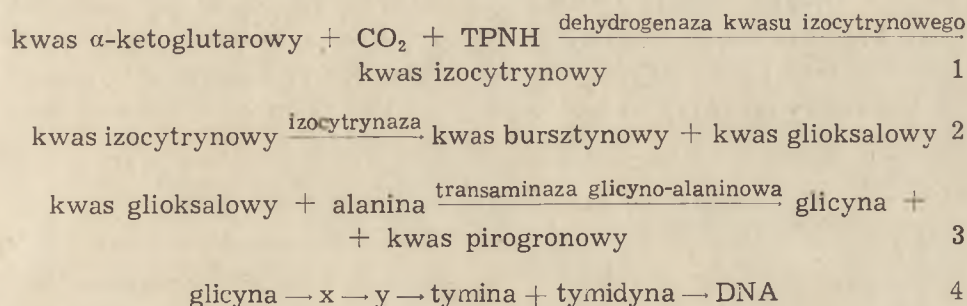 kwas α-ketoglutarowy + CO₂ + TPNH dehydrogenaza kwasu izocytrynowego
kwas izocytrynowy 1
kwas izocytrynowy izocytrynaza → kwas bursztynowy + kwas glioksalowy 2
kwas glioksalowy + alanina transaminaza glicyno-alaninowa → glicyna +
+ kwas pirogronowy 3
glicyna → x → y → tymina + tymidyna → DNA 4